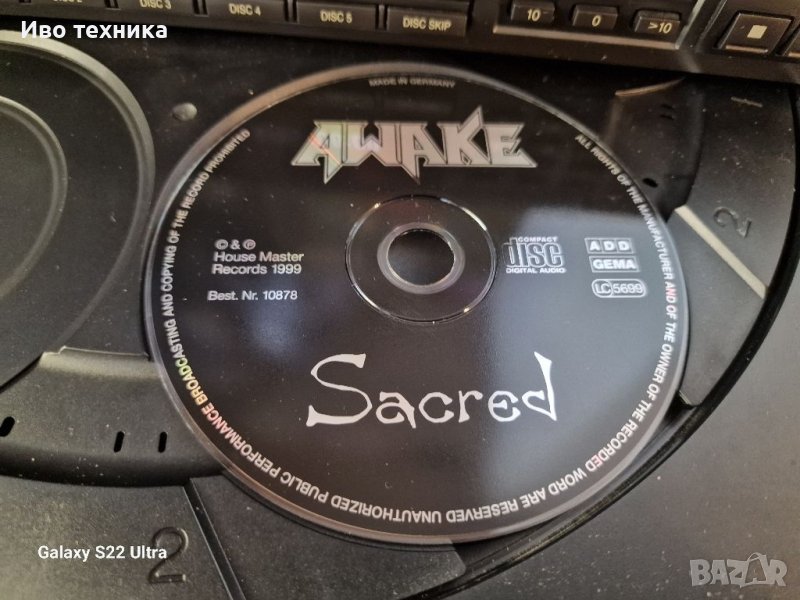 Иво техника
DISC 3
DISC 4
DISC 5
DISC SKIP
10
0
>10
MADE IN GERMANY
AWAKE
© & ℗
House Master
Records 1999
Best. Nr. 10878
COMPACT
disc
DIGITAL AUDIO
ADD
GEMA
LC 5699
Sacred
ALL RIGHTS OF THE MANUFACTURER AND OF THE OWNER OF THE RECORDED WORD ARE RESERVED UNAUTHORIZED PUBLIC PERFORMANCE BROADCASTING AND COPYING OF THE RECORD PROHIBITED
2
2
Galaxy S22 Ultra
BAZAR